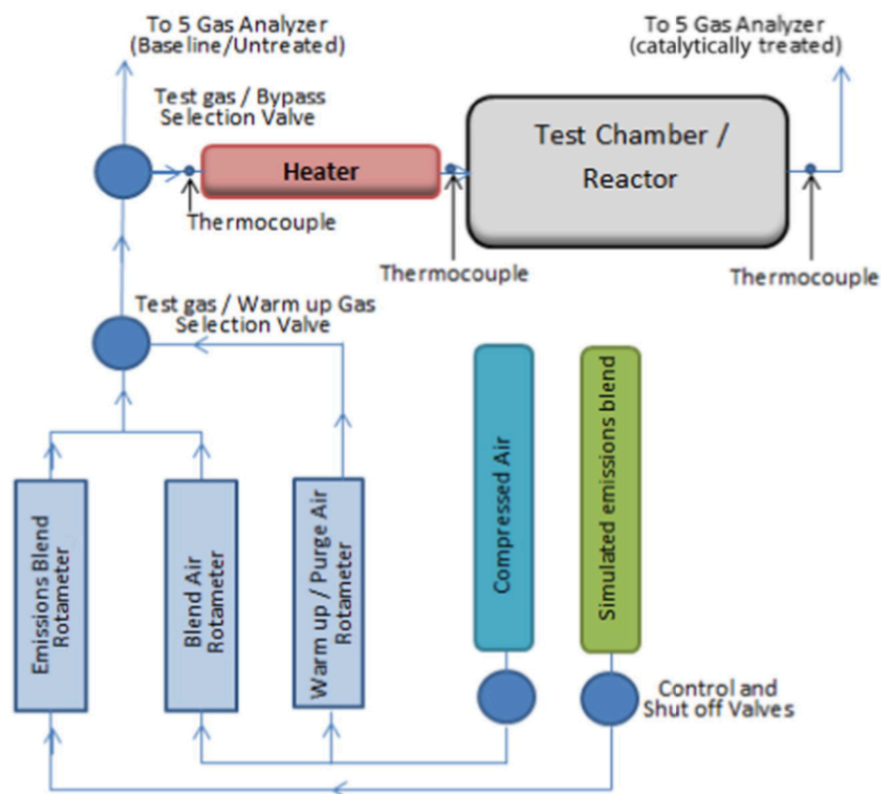 To 5 Gas Analyzer
(Baseline/Untreated)
To 5 Gas Analyzer
(catalytically treated)
Test gas / Bypass
Selection Valve
Heater
Test Chamber /
Reactor
Thermocouple
Thermocouple
Thermocouple
Test gas / Warm up Gas
Selection Valve
Emissions Blend
Rotameter
Blend Air
Rotameter
Warm up / Purge Air
Rotameter
Compressed Air
Simulated emissions blend
Control and
Shut off Valves